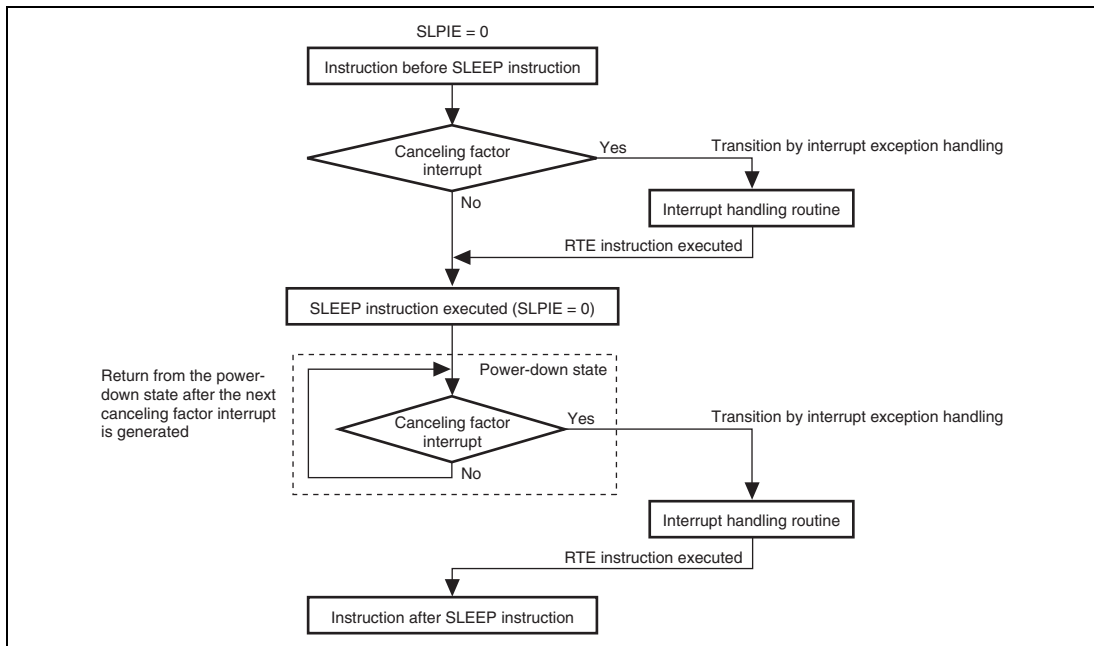 SLPIE = 0
Instruction before SLEEP instruction
Canceling factor
interrupt
Yes
Transition by interrupt exception handling
No
Interrupt handling routine
RTE instruction executed
SLEEP instruction executed (SLPIE = 0)
Return from the power-
down state after the next
canceling factor interrupt
is generated
Power-down state
Canceling factor
interrupt
Yes
Transition by interrupt exception handling
No
Interrupt handling routine
RTE instruction executed
Instruction after SLEEP instruction